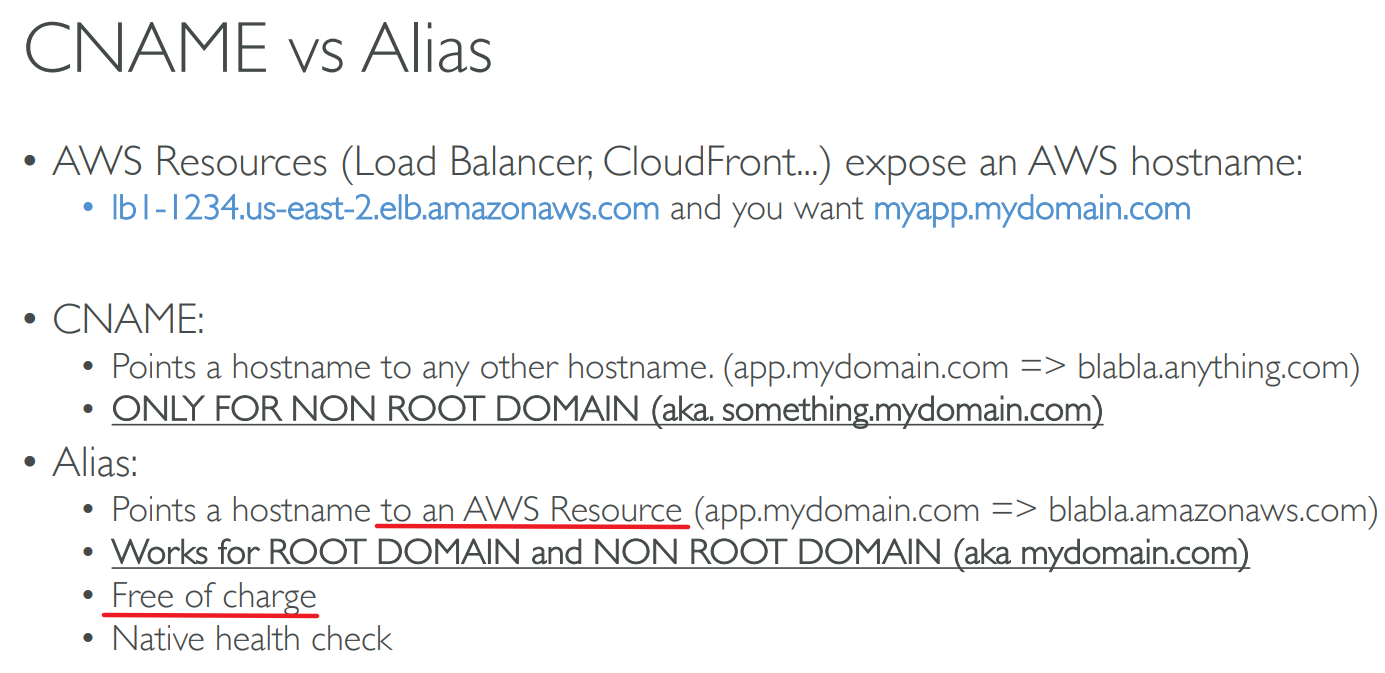 CNAME vs Alias
• AWS Resources (Load Balancer, CloudFront...) expose an AWS hostname:
• lb1-1234.us-east-2.elb.amazonaws.com and you want myapp.mydomain.com
• CNAME:
• Points a hostname to any other hostname. (app.mydomain.com => blabla.anything.com)
• ONLY FOR NON ROOT DOMAIN (aka. something.mydomain.com)
• Alias:
• Points a hostname to an AWS Resource (app.mydomain.com => blabla.amazonaws.com)
• Works for ROOT DOMAIN and NON ROOT DOMAIN (aka mydomain.com)
• Free of charge
• Native health check